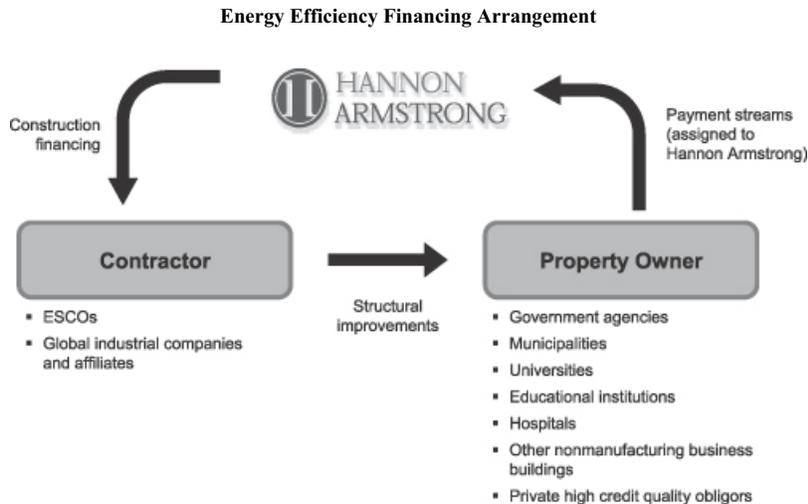 Energy Efficiency Financing Arrangement
HANNON
ARMSTRONG
Construction
financing
Payment streams
(assigned to
Hannon Armstrong)
Contractor
Structural
improvements
Property Owner
▪ ESCOs
▪ Global industrial companies
and affiliates
▪ Government agencies
▪ Municipalities
▪ Universities
▪ Educational institutions
▪ Hospitals
▪ Other nonmanufacturing business
buildings
▪ Private high credit quality obligors